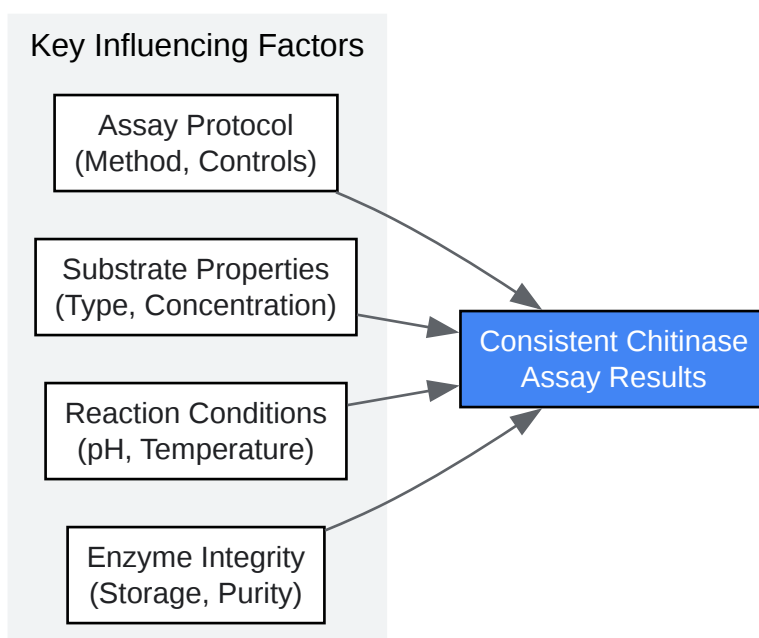 Key Influencing Factors
Assay Protocol
(Method, Controls)
Substrate Properties
(Type, Concentration)
Reaction Conditions
(pH, Temperature)
Enzyme Integrity
(Storage, Purity)
Consistent Chitinase
Assay Results